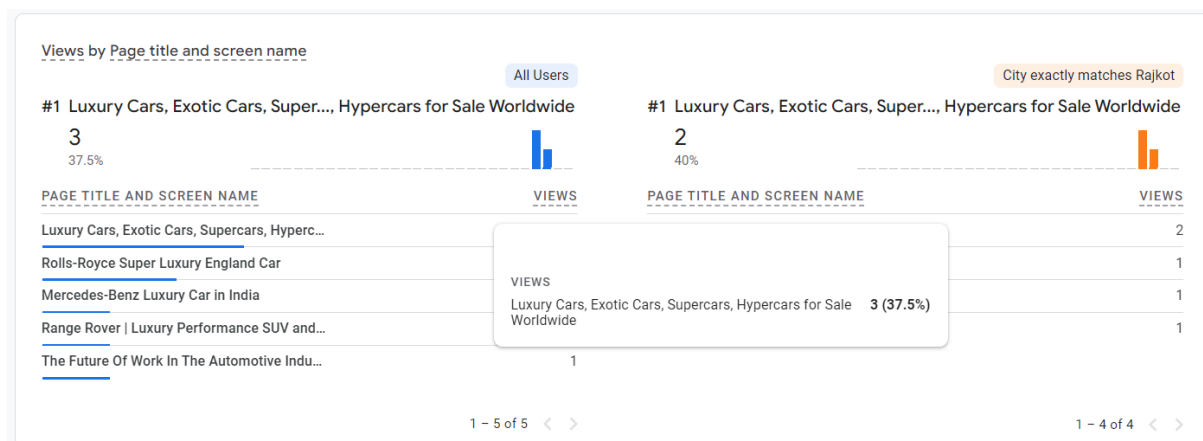 Views by Page title and screen name
All Users
#1 Luxury Cars, Exotic Cars, Super..., Hypercars for Sale Worldwide
3
37.5%
PAGE TITLE AND SCREEN NAME VIEWS
Luxury Cars, Exotic Cars, Supercars, Hyperc...
Rolls-Royce Super Luxury England Car
Mercedes-Benz Luxury Car in India
Range Rover | Luxury Performance SUV and...
The Future Of Work In The Automotive Indu... 1
1 – 5 of 5
City exactly matches Rajkot
#1 Luxury Cars, Exotic Cars, Super..., Hypercars for Sale Worldwide
2
40%
PAGE TITLE AND SCREEN NAME VIEWS
2
1
1
1
1 – 4 of 4
VIEWS
Luxury Cars, Exotic Cars, Supercars, Hypercars for Sale 3 (37.5%)
Worldwide